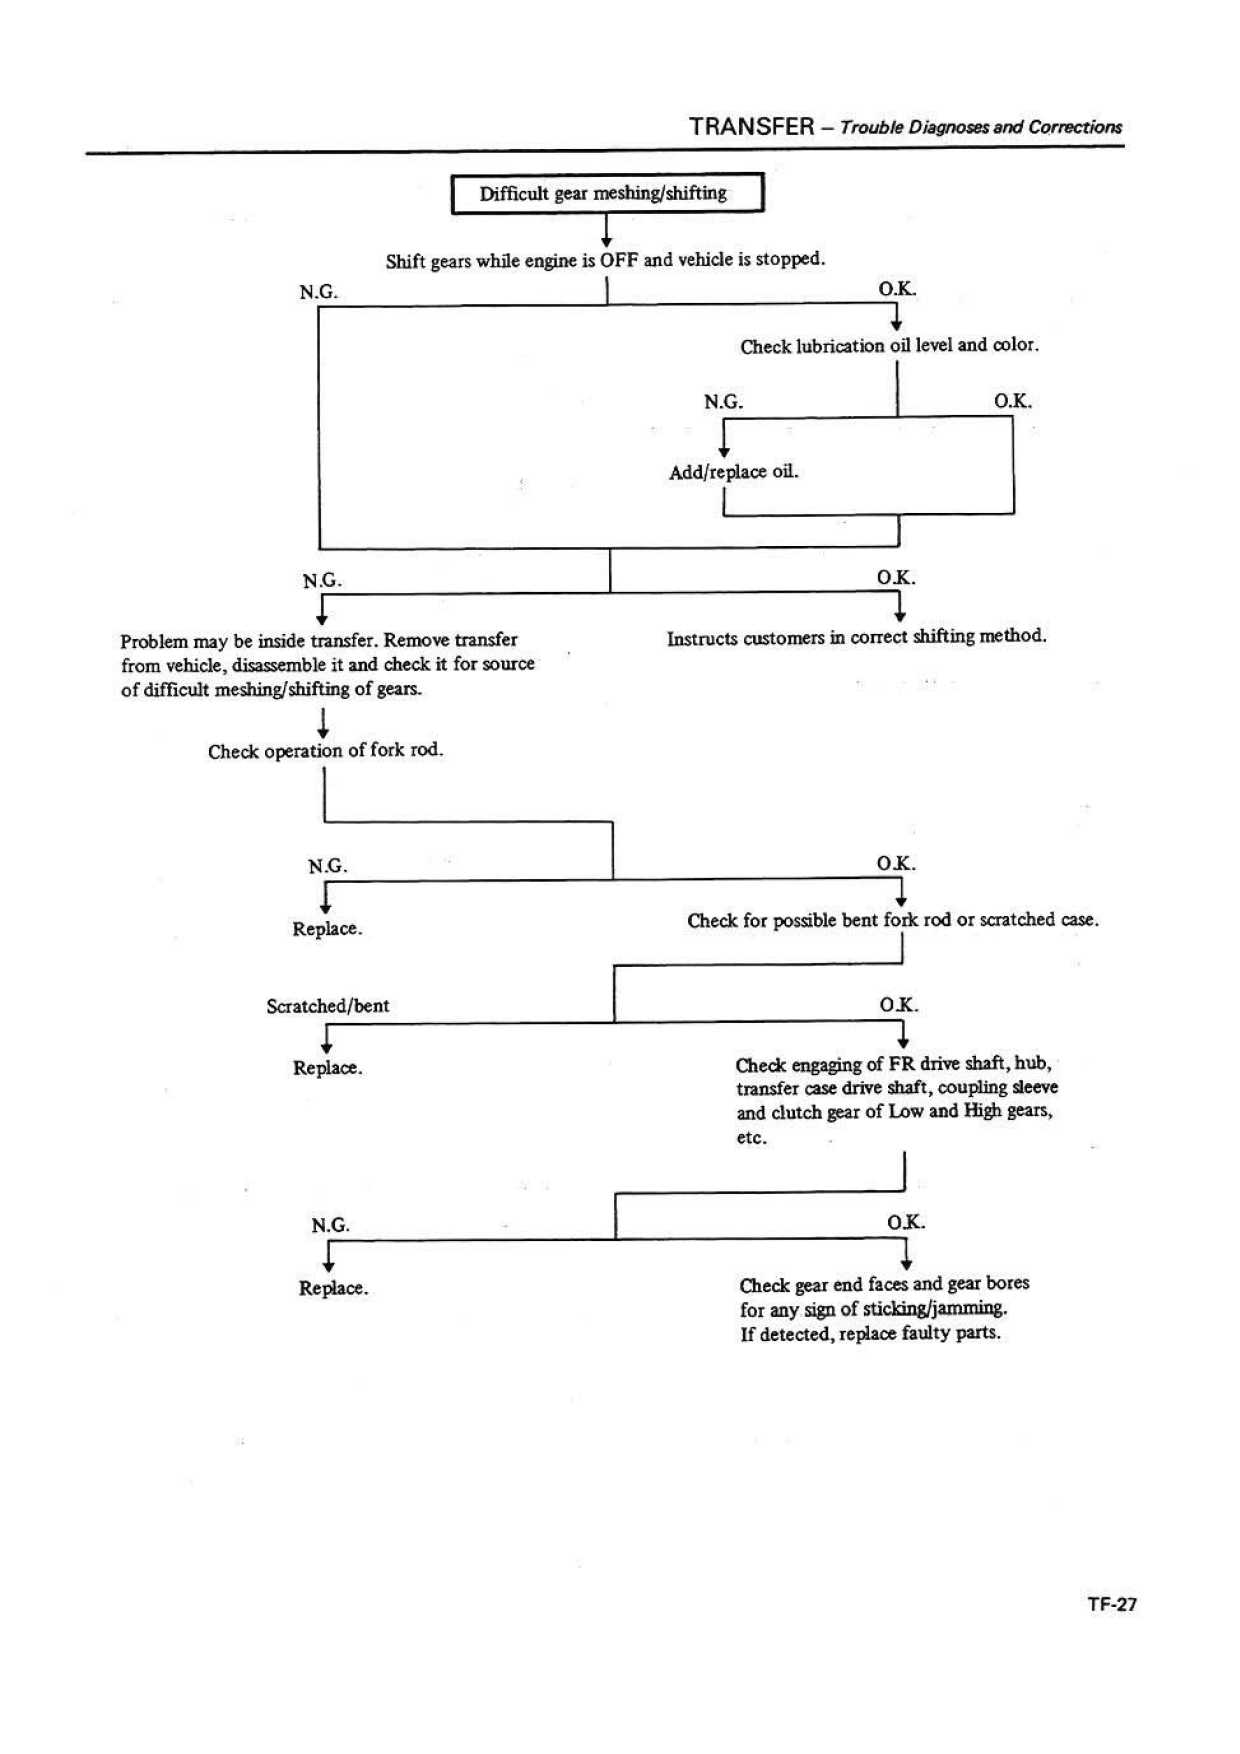 TRANSFER – Trouble Diagnoses and Corrections
Difficult gear meshing/shifting
Shift gears while engine is OFF and vehicle is stopped.
N.G.
O.K.
Check lubrication oil level and color.
N.G.
O.K.
Add/replace oil.
N.G.
O.K.
Problem may be inside transfer. Remove transfer
from vehicle, disassemble it and check it for source
of difficult meshing/shifting of gears.
Instructs customers in correct shifting method.
Check operation of fork rod.
N.G.
O.K.
Replace.
Check for possible bent fork rod or scratched case.
Scratched/bent
O.K.
Replace.
Check engaging of FR drive shaft, hub,
transfer case drive shaft, coupling sleeve
and clutch gear of Low and High gears,
etc.
N.G.
O.K.
Replace.
Check gear end faces and gear bores
for any sign of sticking/jamming.
If detected, replace faulty parts.
TF-27